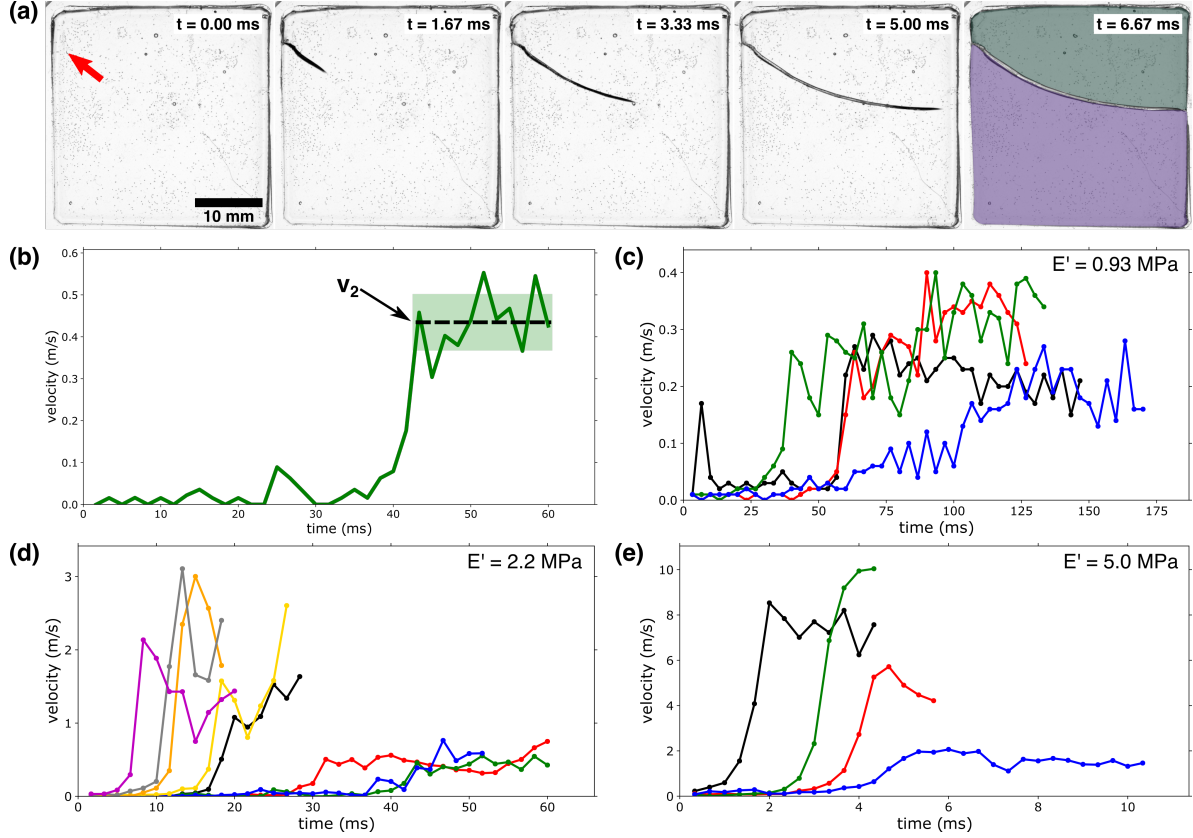 (a)
t = 0.00 ms
t = 1.67 ms
t = 3.33 ms
t = 5.00 ms
t = 6.67 ms
10 mm
(b)
0.6
0.5
0.4
0.3
0.2
0.1
0.0
velocity (m/s)
v2
0
10
20
30
40
50
60
time (ms)
(c)
E' = 0.93 MPa
0.4
0.3
0.2
0.1
0.0
velocity (m/s)
0
25
50
75
100
125
150
175
time (ms)
(d)
E' = 2.2 MPa
3
2
1
0
velocity (m/s)
0
10
20
30
40
50
60
time (ms)
(e)
E' = 5.0 MPa
10
8
6
4
2
0
velocity (m/s)
0
2
4
6
8
10
time (ms)